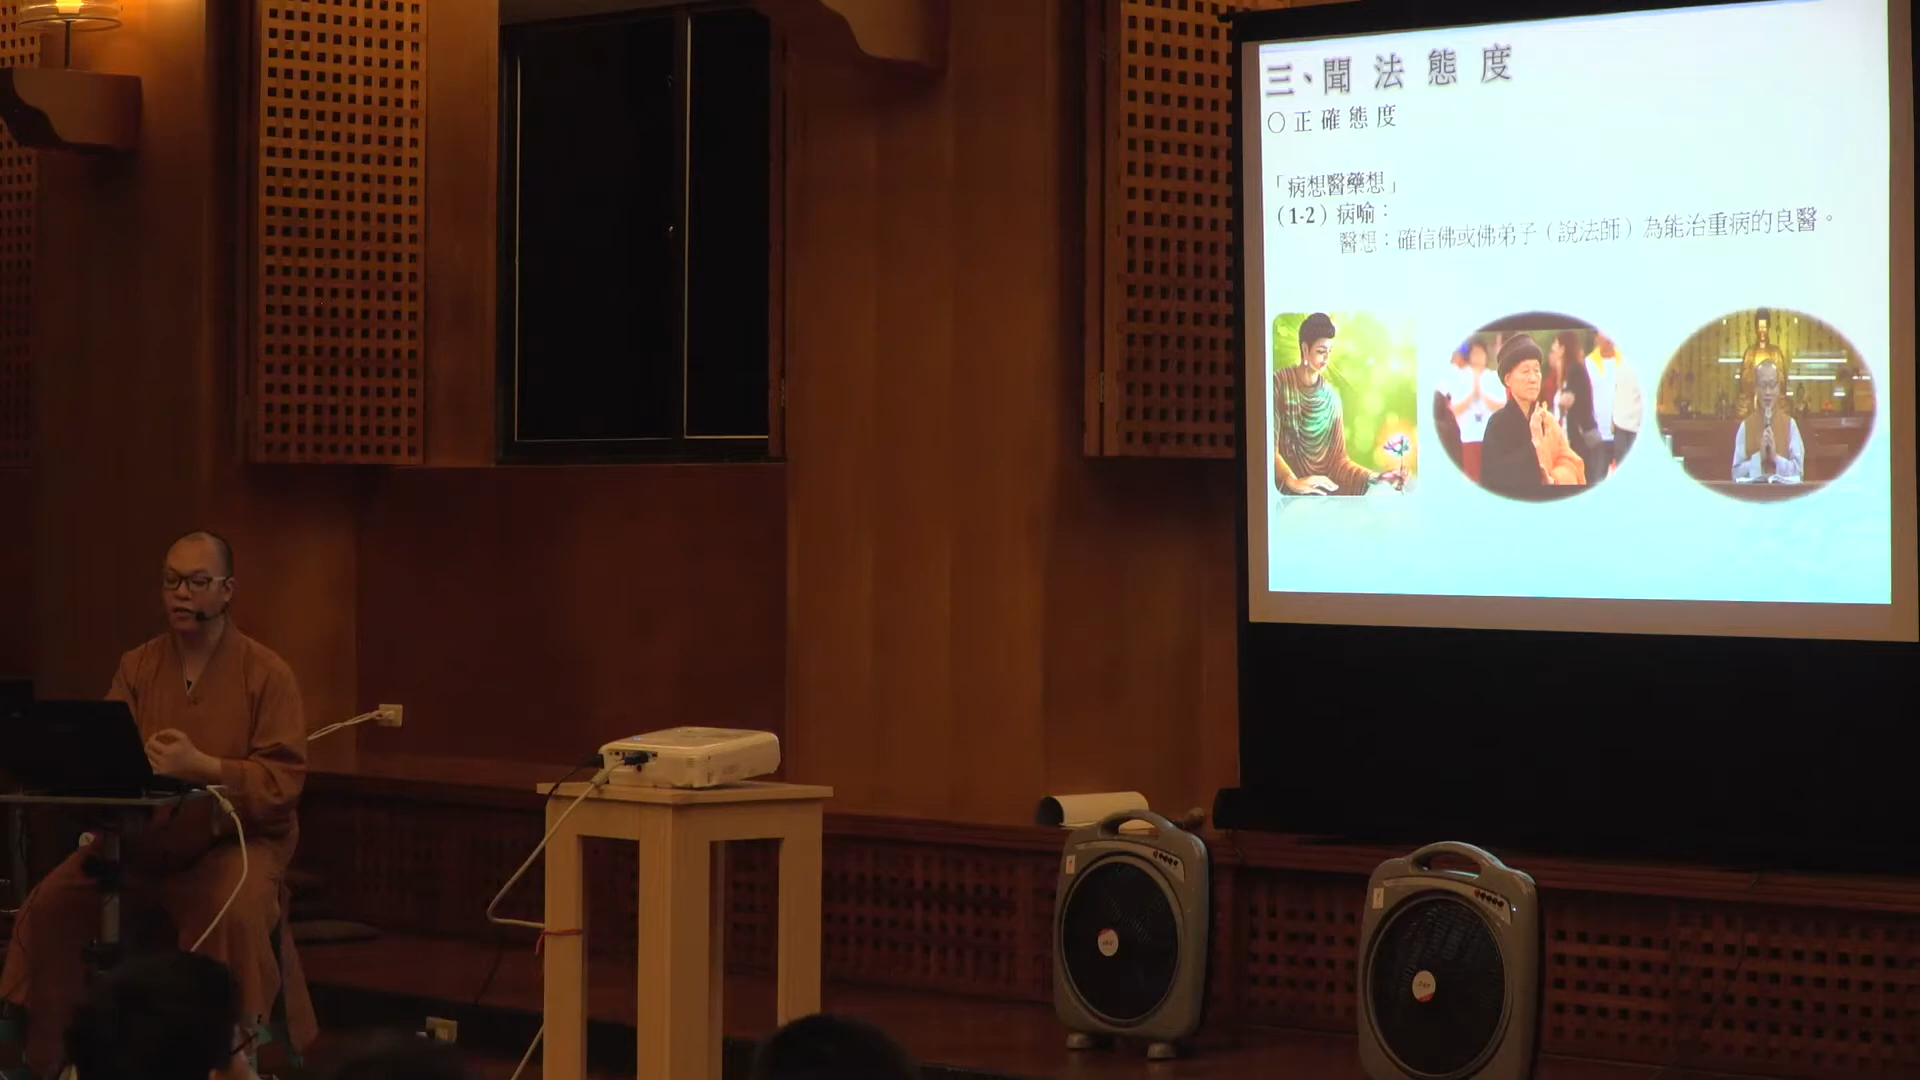 三、聞法態度
〇正確態度
「病想醫藥想」
（1-2）病喻：
醫想：確信佛或佛弟子（說法師）為能治重病的良醫。